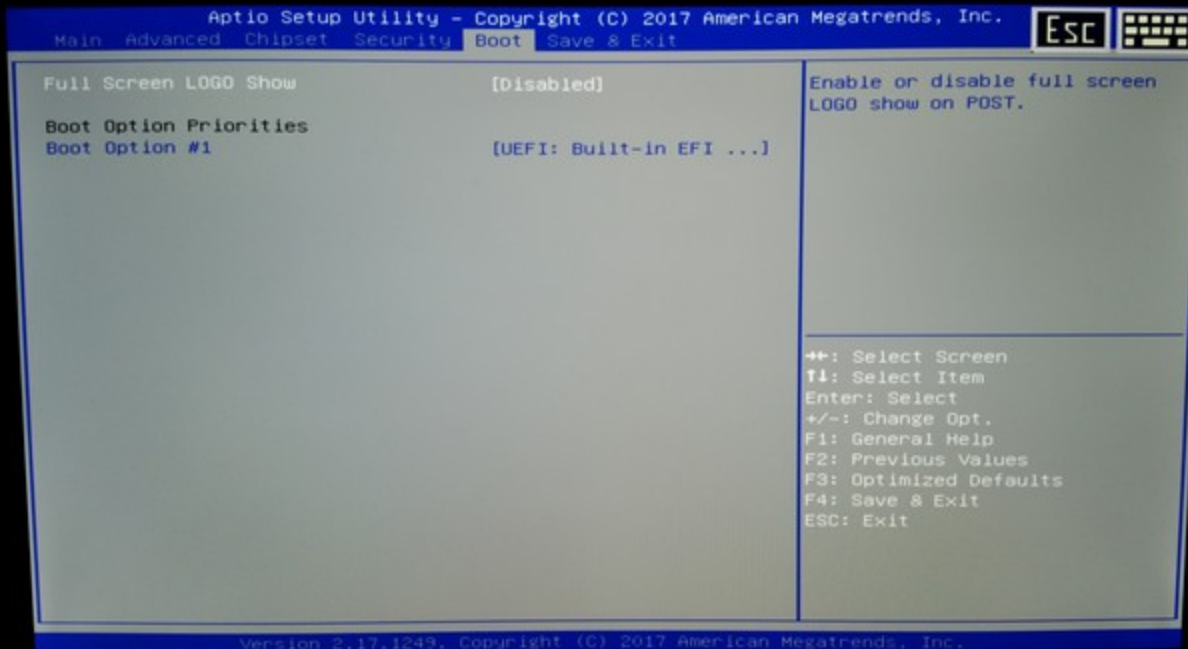 Aptio Setup Utility – Copyright (C) 2017 American Megatrends, Inc.
Esc
Main Advanced Chipset Security Boot Save & Exit
Full Screen LOGO Show [Disabled]
Boot Option Priorities
Boot Option #1 [UEFI: Built-in EFI ...]
Enable or disable full screen
LOGO show on POST.
→←: Select Screen
↑↓: Select Item
Enter: Select
+/-: Change Opt.
F1: General Help
F2: Previous Values
F3: Optimized Defaults
F4: Save & Exit
ESC: Exit
Version 2.17.1249. Copyright (C) 2017 American Megatrends, Inc.